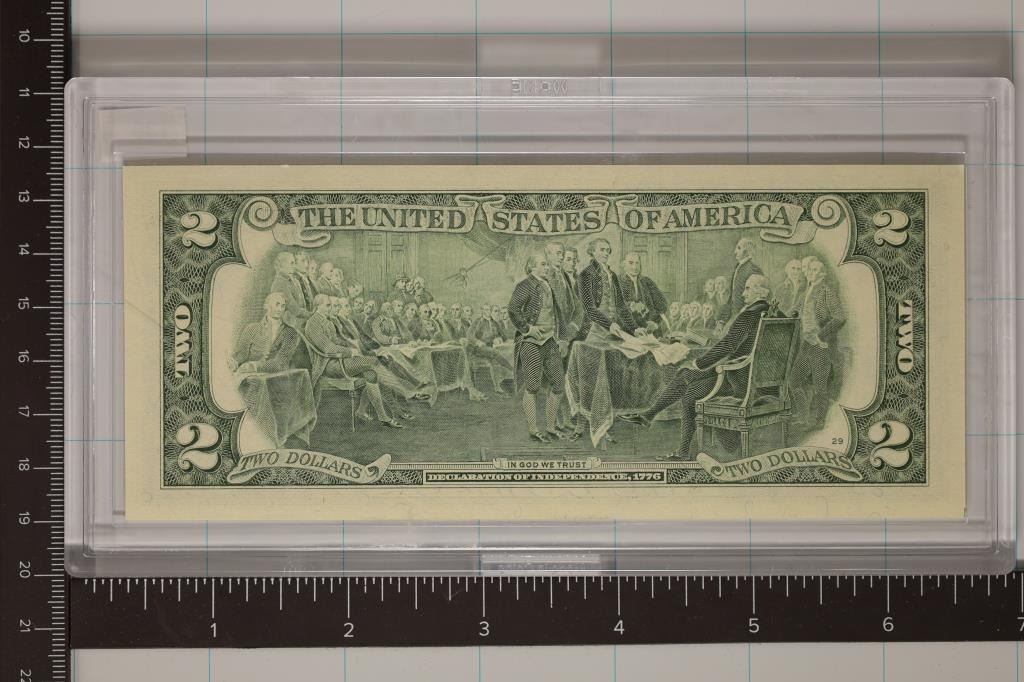 10
11
12
13
14
15
16
17
18
19
20
21
22
THE UNITED STATES OF AMERICA
2
2
TWO
TWO
2
2
TWO DOLLARS
TWO DOLLARS
29
IN GOD WE TRUST
DECLARATION OF INDEPENDENCE, 1776
1 2 3 4 5 6 7